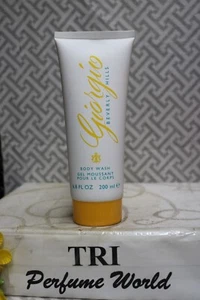 Giorgio
BEVERLY HILLS
BODY WASH
GEL MOUSSANT
POUR LE CORPS
6.8 FL OZ 200 ml
TRI
Perfume World